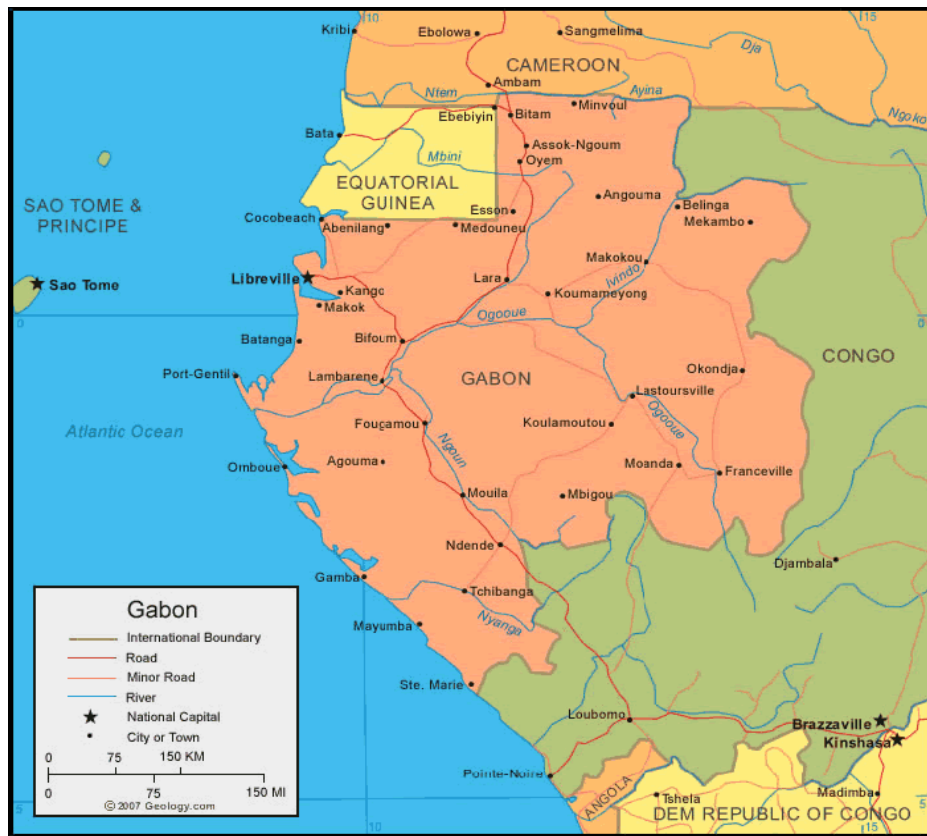 10
15
Kribi
Ebolowa
Sangmelima
Dja
CAMEROON
Ambam
Ntem
Ayina
Minvoul
Ngoko
Ebebiyin
Bitam
Bata
Assok-Ngoum
Mbini
Oyem
EQUATORIAL
GUINEA
SAO TOME &
PRINCIPE
Angouma
Belinga
Esson
Mekambo
Cocobeach
Abenilang
Medouneu
Makokou
Libreville
Lara
Ivindo
Sao Tome
Kango
Koumameyong
Makok
Ogooue
0
Batanga
Bifoum
CONGO
Port-Gentil
Lambarene
GABON
Okondja
Lastoursville
Ogooue
Fouçamou
Koulamoutou
Atlantic Ocean
Ngoun
Omboue
Agouma
Moanda
Franceville
Mouila
Mbigou
Ndende
Djambala
Gamba
Tchibanga
Nyanga
Mayumba
Ste. Marie
Loubomo
Brazzaville
Kinshasa
Pointe-Noire
ANGOLA
Tshela
Madimba
DEM REPUBLIC OF CONGO
5
5
10
15
Gabon
International Boundary
Road
Minor Road
River
National Capital
City or Town
0 75 150 KM
0 75 150 MI
© 2007 Geology.com